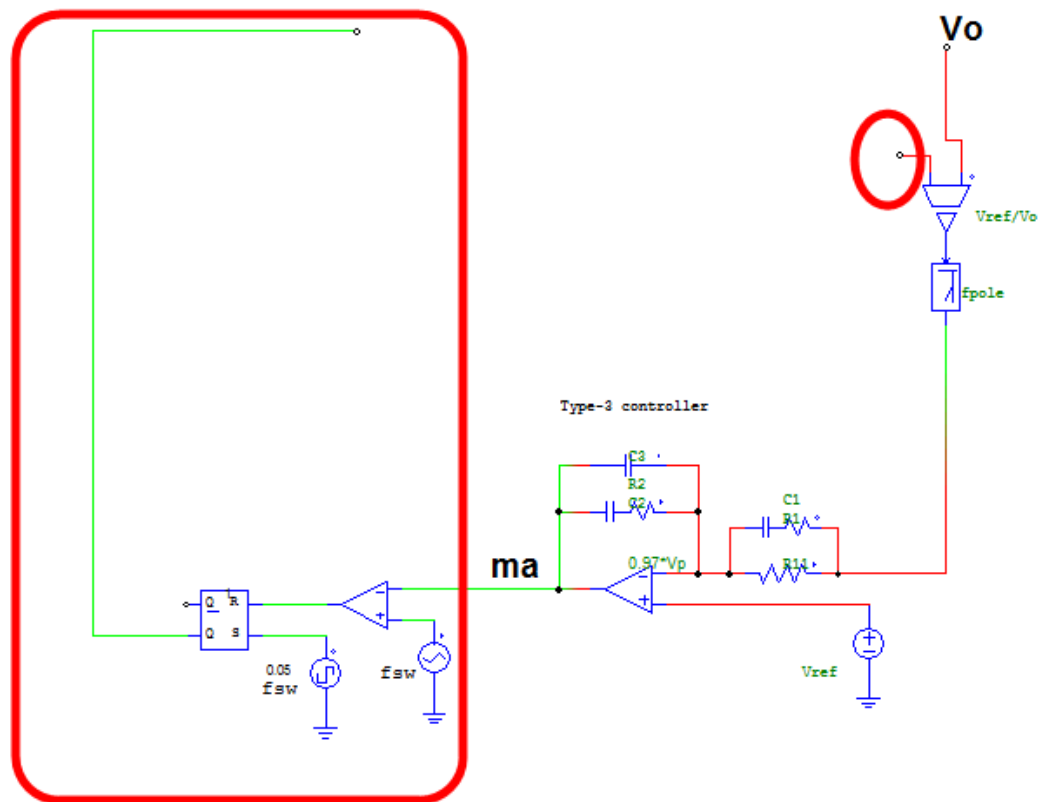 Vo
Vref/Vo
fpole
Type-3 controller
C3
R2
C2
C1
R1
ma
0.97*Vp
R11
Q R
Q S
0.05
fsw
fsw
Vref